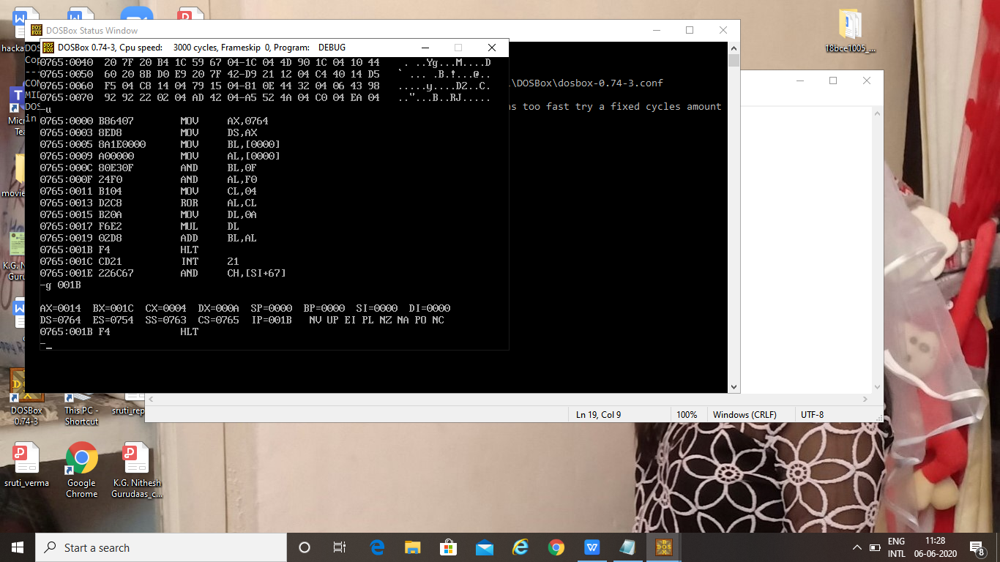 hacka
18bce1005_...
DOSBox Status Window
DOSBox 0.74-3, Cpu speed: 3000 cycles, Frameskip 0, Program: DEBUG
DOS
Cop
---
CON
MID
DOS
in
\DOSBox\dosbox-0.74-3.conf
s too fast try a fixed cycles amount
0765:0040 20 7F 20 B4 1C 59 67 04-1C 04 4D 90 1C 04 10 44 . ..Yg...M....D
0765:0050 60 20 8B D0 E9 20 7F 42-D9 21 12 04 C4 40 14 D5 ` ... .B.!...@..
0765:0060 F5 04 C8 14 04 79 15 04-81 0E 44 32 04 06 43 98 .....y....D2..C.
0765:0070 92 92 22 02 04 AD 42 04-A5 52 4A 04 C0 04 EA 04 .."...B..RJ.....
-u
0765:0000 B86407 MOV AX,0764
0765:0003 8ED8 MOV DS,AX
0765:0005 8A1E0000 MOV BL,[0000]
0765:0009 A00000 MOV AL,[0000]
0765:000C 80E30F AND BL,0F
0765:000F 24F0 AND AL,F0
0765:0011 B104 MOV CL,04
0765:0013 D2C8 ROR AL,CL
0765:0015 B20A MOV DL,0A
0765:0017 F6E2 MUL DL
0765:0019 02D8 ADD BL,AL
0765:001B F4 HLT
0765:001C CD21 INT 21
0765:001E 226C67 AND CH,[SI+67]
-g 001B
AX=0014 BX=001C CX=0004 DX=000A SP=0000 BP=0000 SI=0000 DI=0000
DS=0764 ES=0754 SS=0763 CS=0765 IP=001B NV UP EI PL NZ NA PO NC
0765:001B F4 HLT
-_
Micr
Tea
movie
K.G. Ni
Guru
DOSBox
0.74-3
This PC -
Shortcut
sruti_rep
Ln 19, Col 9
100%
Windows (CRLF)
UTF-8
sruti_verma
Google
Chrome
K.G. Nithesh
Gurudaas_c...
Start a search
ENG
INTL
11:28
06-06-2020
8